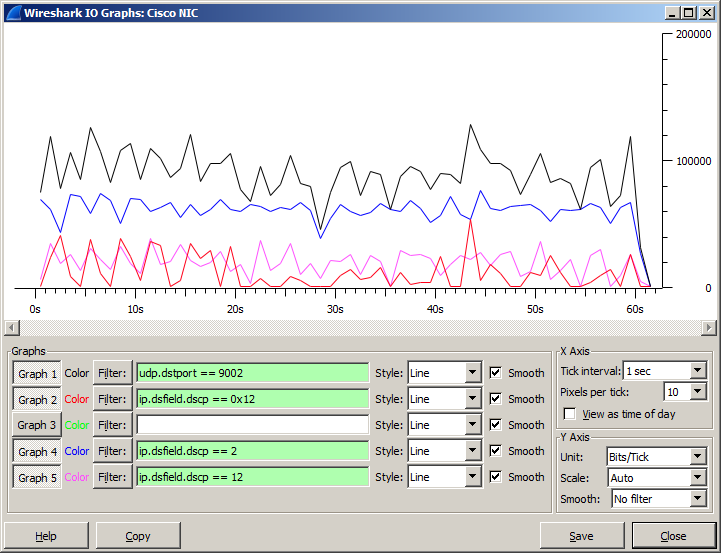 Wireshark IO Graphs: Cisco NIC
200000
100000
0
0s 10s 20s 30s 40s 50s 60s
Graphs
Graph 1 Color Filter: udp.dstport == 9002 Style: Line Smooth
Graph 2 Color Filter: ip.dsfield.dscp == 0x12 Style: Line Smooth
Graph 3 Color Filter: Style: Line Smooth
Graph 4 Color Filter: ip.dsfield.dscp == 2 Style: Line Smooth
Graph 5 Color Filter: ip.dsfield.dscp == 12 Style: Line Smooth
X Axis
Tick interval: 1 sec
Pixels per tick: 10
View as time of day
Y Axis
Unit: Bits/Tick
Scale: Auto
Smooth: No filter
Help Copy Save Close